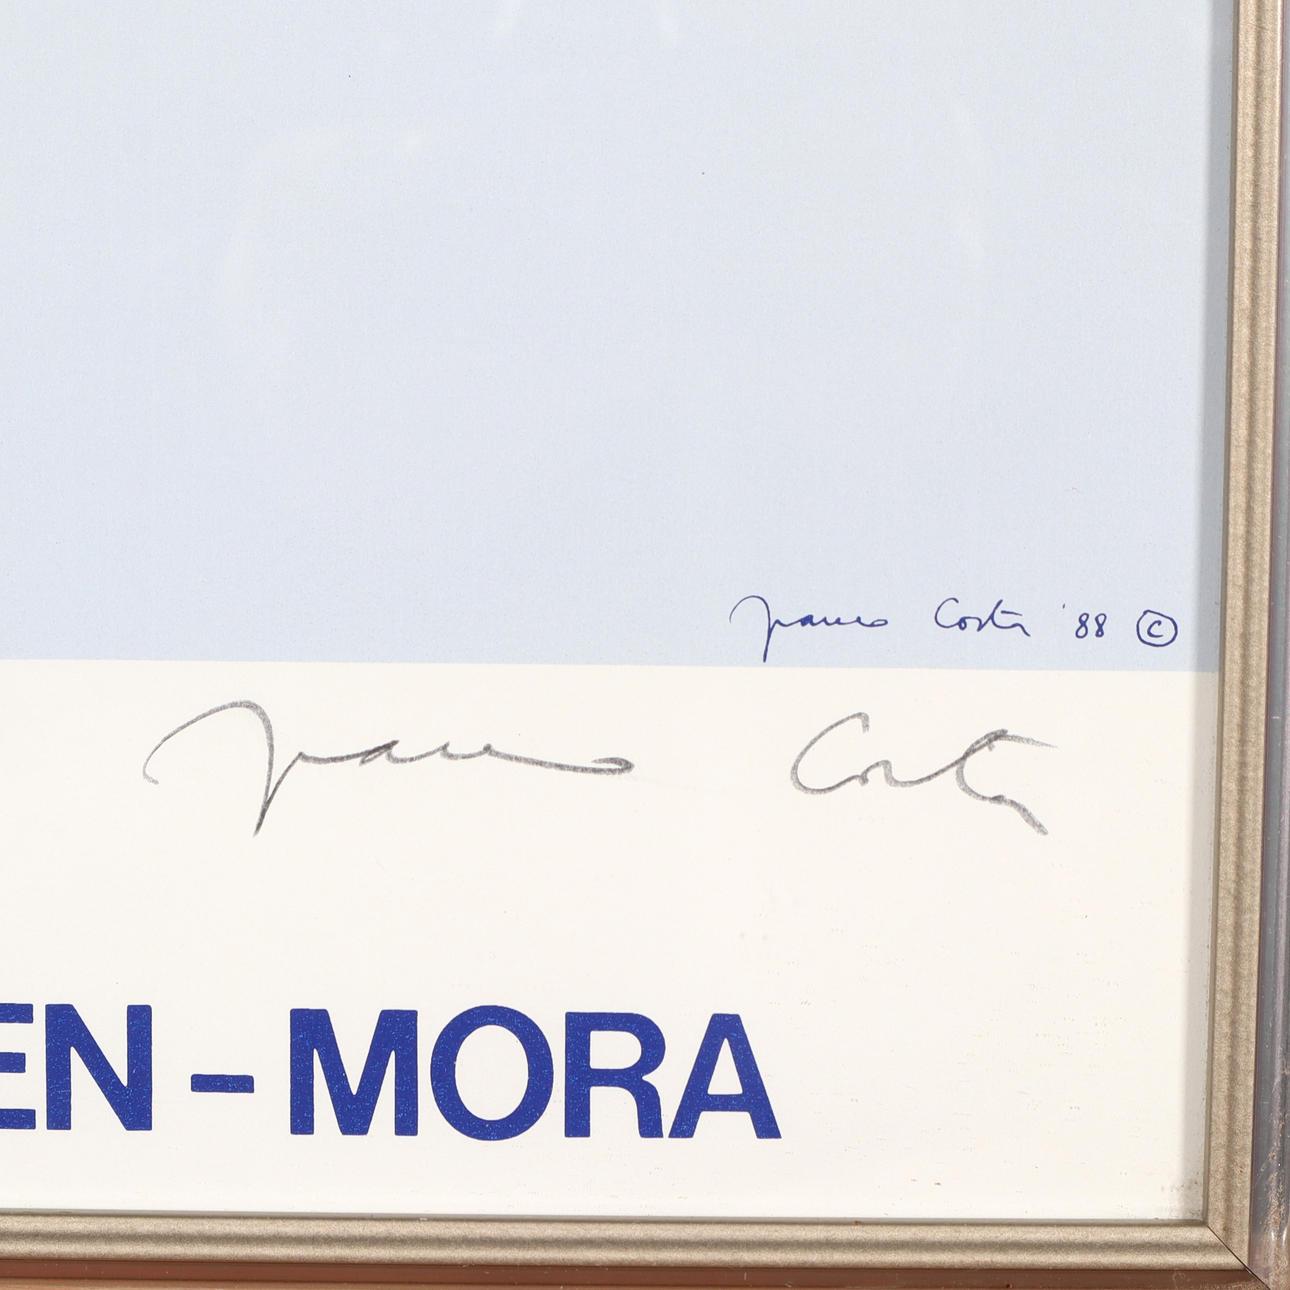 Franco Costa '88 ©
Franco Costa
EN - MORA